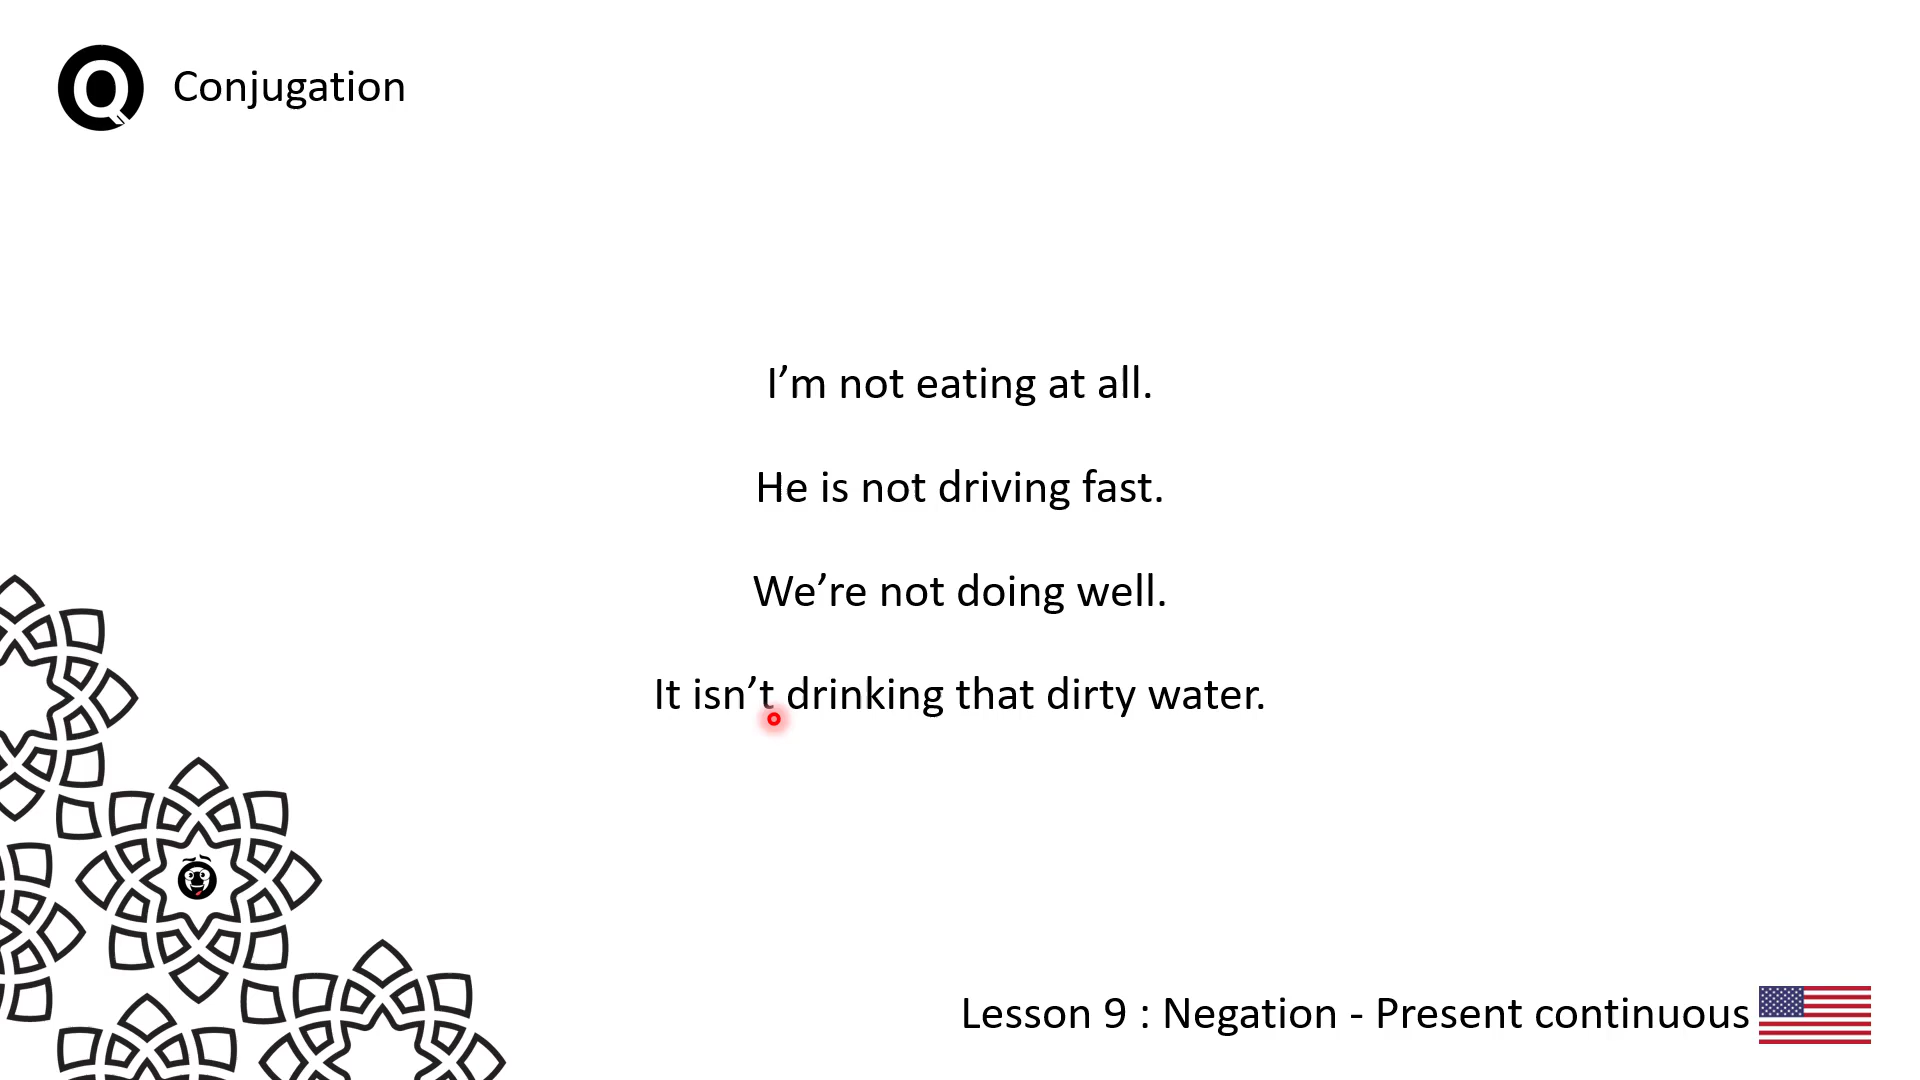 Q Conjugation
I’m not eating at all.
He is not driving fast.
We’re not doing well.
It isn’t drinking that dirty water.
Lesson 9 : Negation - Present continuous